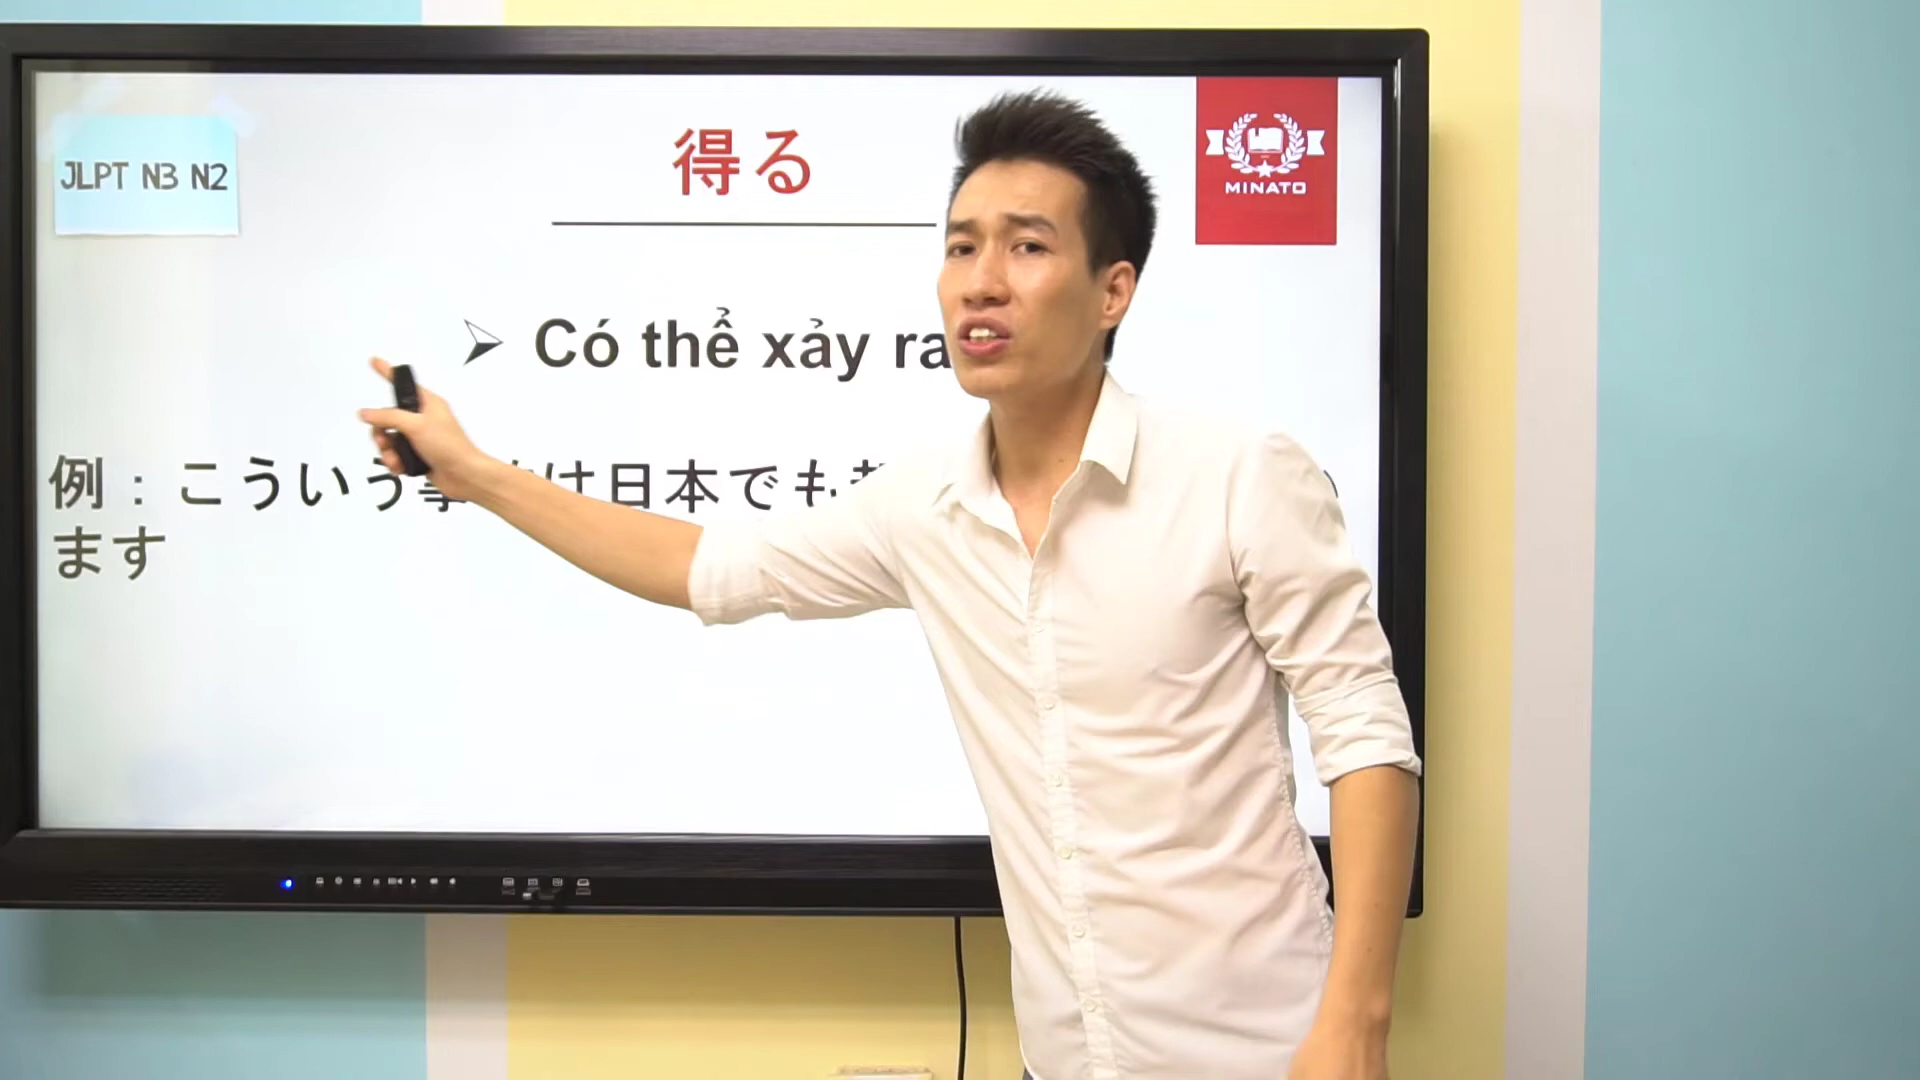 JLPT N3 N2
得る
MINATO
➢ Có thể xảy ra
例：こういう事 は日本でも
ます